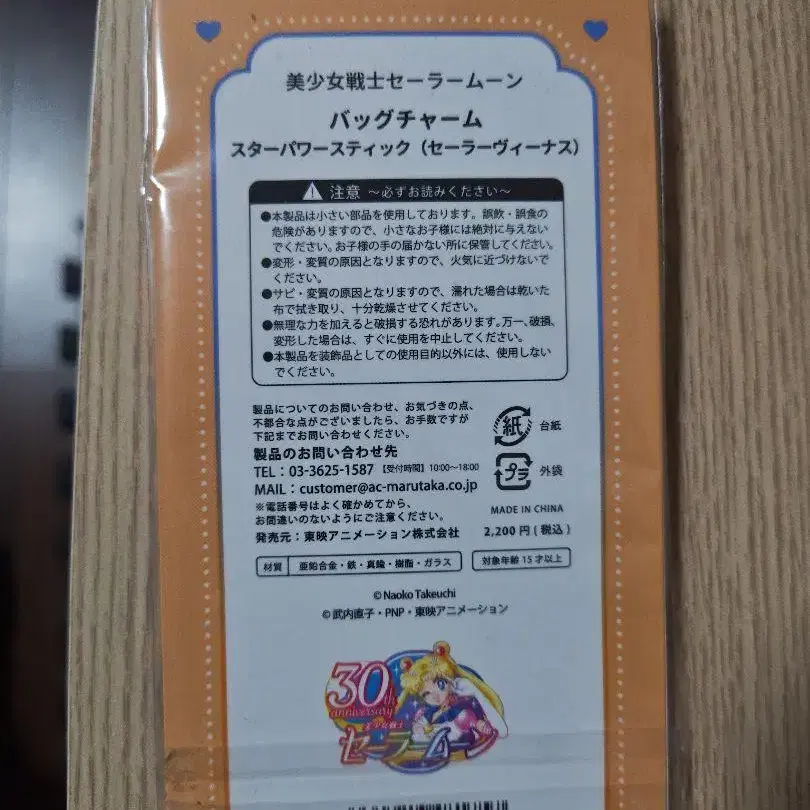 美少女戦士セーラームーン
バッグチャーム
スターパワースティック（セーラーヴィーナス）
注意 ～必ずお読みください～
●本製品は小さい部品を使用しております。誤飲・誤食の
危険がありますので、小さなお子様には絶対に与えない
でください。お子様の手の届かない所に保管してください。
●変形・変質の原因となりますので、火気に近づけないで
ください。
●サビ・変質の原因となりますので、濡れた場合は乾いた
布で拭き取り、十分乾燥させてください。
●無理な力を加えると破損する恐れがあります。万一、破損、
変形した場合は、すぐに使用を中止してください。
●本製品を装飾品としての使用目的以外には、使用しない
でください。
製品についてのお問い合わせ、お気づきの点、
不都合な点がございましたら、お手数ですが
下記までお問い合わせください。
製品のお問い合わせ先
TEL：03-3625-1587 【受付時間】10:00～18:00
MAIL：customer@ac-marutaka.co.jp
※電話番号はよく確かめてから、
お間違いのないようにご注意ください。
発売元：東映アニメーション株式会社
紙 台紙
プラ 外袋
MADE IN CHINA
2,200円（税込）
材質 亜鉛合金・鉄・真鍮・樹脂・ガラス
対象年齢15才以上
©Naoko Takeuchi
©武内直子・PNP・東映アニメーション
30th
anniversary
美少女戦士
セーラームーン